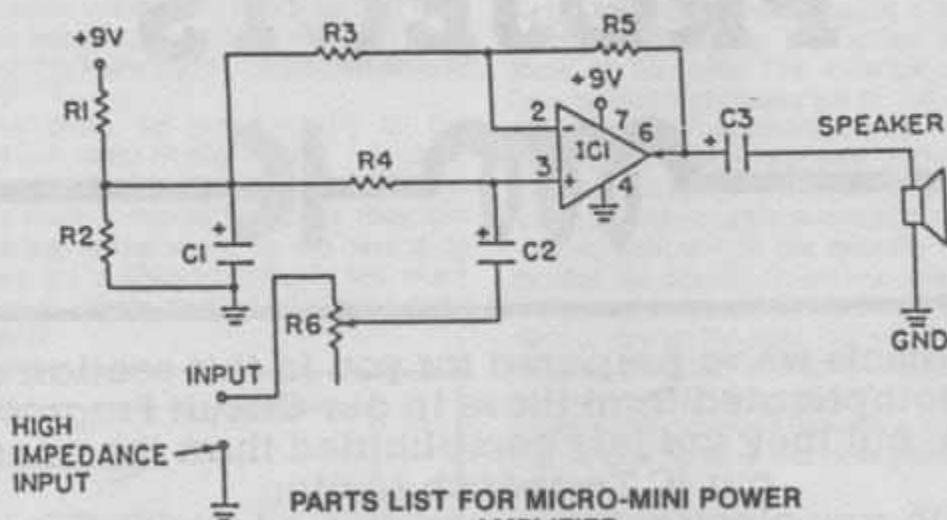 R3
R5
+9V
+9V
R1
2
7
6
C3
+
SPEAKER
-
IC1
R4
3
+
4
R2
+
C1
+
C2
R6
GND
INPUT
HIGH
IMPEDANCE
INPUT
PARTS LIST FOR MICRO-MINI POWER